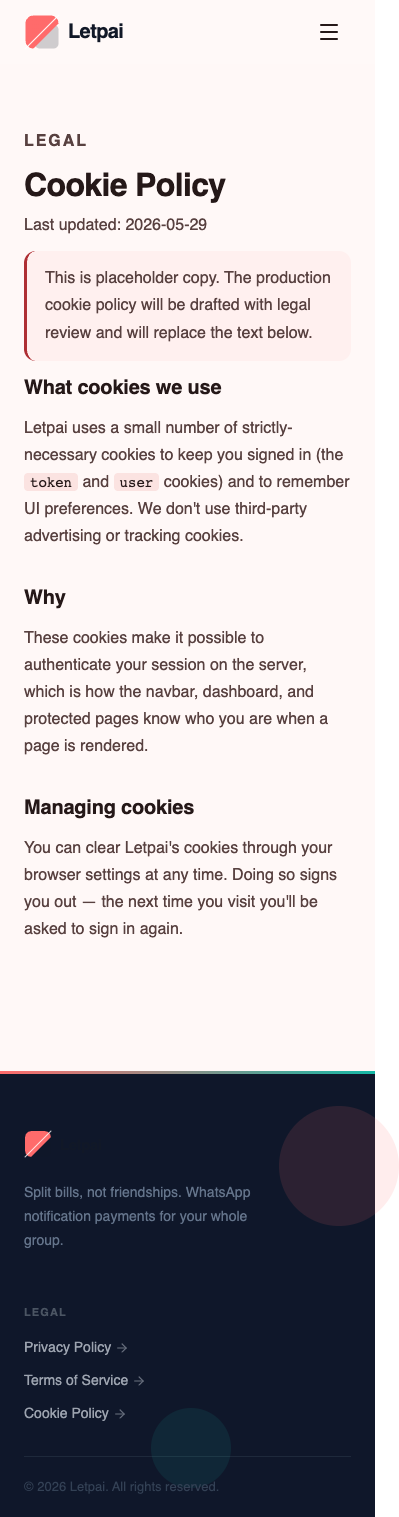 Letpai
LEGAL
Cookie Policy
Last updated: 2026-05-29
This is placeholder copy. The production
cookie policy will be drafted with legal
review and will replace the text below.
What cookies we use
Letpai uses a small number of strictly-
necessary cookies to keep you signed in (the
token and user cookies) and to remember
UI preferences. We don't use third-party
advertising or tracking cookies.
Why
These cookies make it possible to
authenticate your session on the server,
which is how the navbar, dashboard, and
protected pages know who you are when a
page is rendered.
Managing cookies
You can clear Letpai's cookies through your
browser settings at any time. Doing so signs
you out — the next time you visit you'll be
asked to sign in again.
Split bills, not friendships. WhatsApp
notification payments for your whole
group.
LEGAL
Privacy Policy →
Terms of Service →
Cookie Policy →
© 2026 Letpai. All rights reserved.